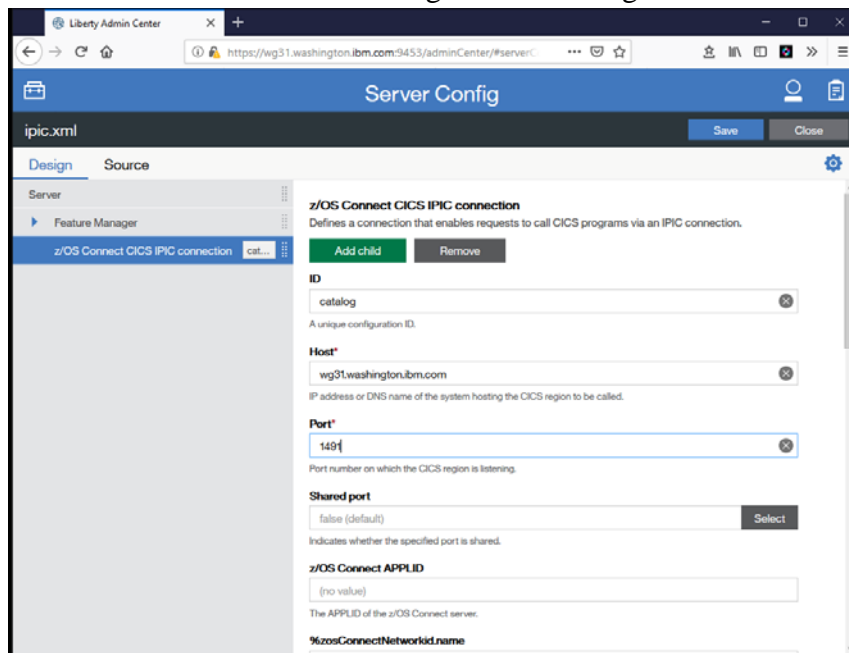 Liberty Admin Center
https://wg31.washington.ibm.com:9453/adminCenter/#serverC
Server Config
ipic.xml
Save
Close
Design
Source
Server
Feature Manager
z/OS Connect CICS IPIC connection
cat...
z/OS Connect CICS IPIC connection
Defines a connection that enables requests to call CICS programs via an IPIC connection.
Add child
Remove
ID
catalog
A unique configuration ID.
Host*
wg31.washington.ibm.com
IP address or DNS name of the system hosting the CICS region to be called.
Port*
1491
Port number on which the CICS region is listening.
Shared port
false (default)
Select
Indicates whether the specified port is shared.
z/OS Connect APPLID
(no value)
The APPLID of the z/OS Connect server.
%zosConnectNetworkid.name